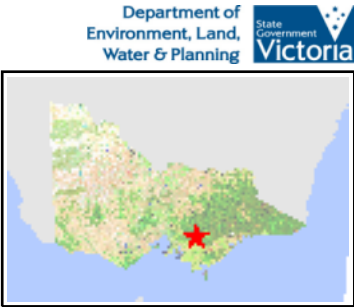 Department of
Environment, Land,
Water & Planning
State
Government
Victoria